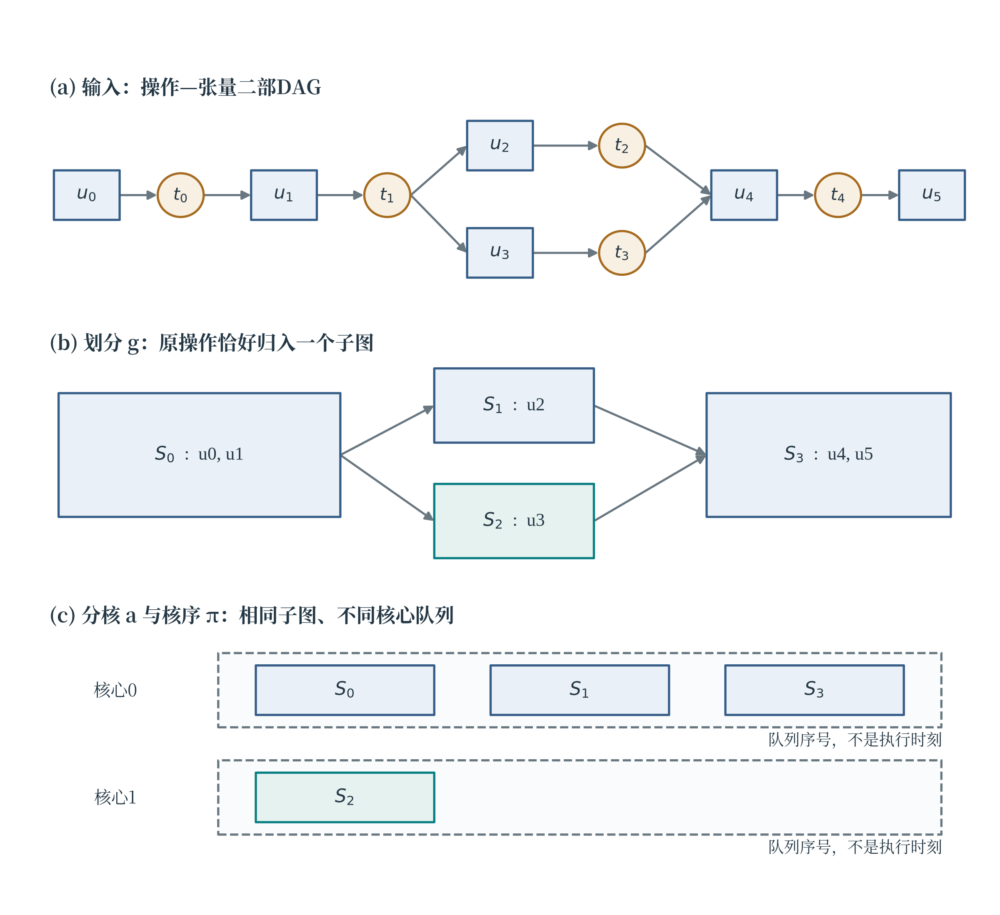 (a) 输入：操作—张量二部DAG
u2 t2
u0 t0 u1 t1 u4 t4 u5
u3 t3
(b) 划分 g：原操作恰好归入一个子图
S1 : u2
S0 : u0, u1
S3 : u4, u5
S2 : u3
(c) 分核 a 与核序 π：相同子图、不同核心队列
核心0 S0 S1 S3
队列序号，不是执行时刻
核心1 S2
队列序号，不是执行时刻